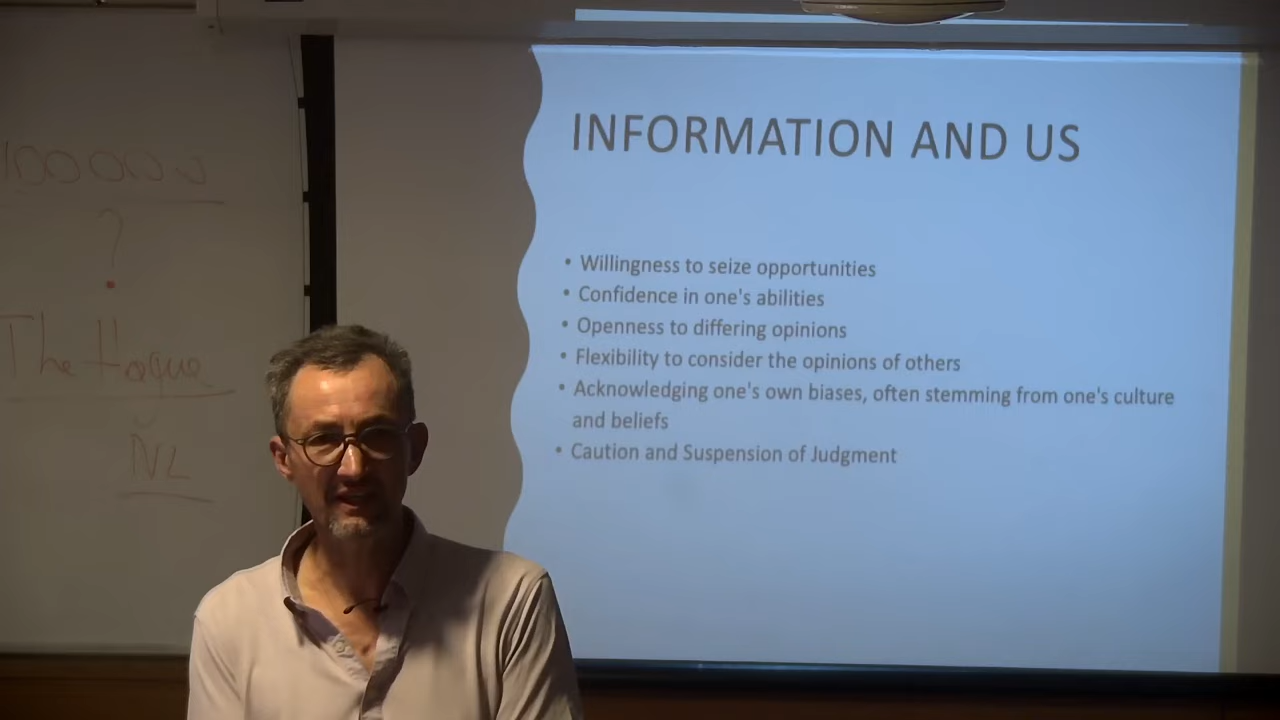 INFORMATION AND US
• Willingness to seize opportunities
• Confidence in one's abilities
• Openness to differing opinions
• Flexibility to consider the opinions of others
• Acknowledging one's own biases, often stemming from one's culture
and beliefs
• Caution and Suspension of Judgment
100000
?
The Hague
NL